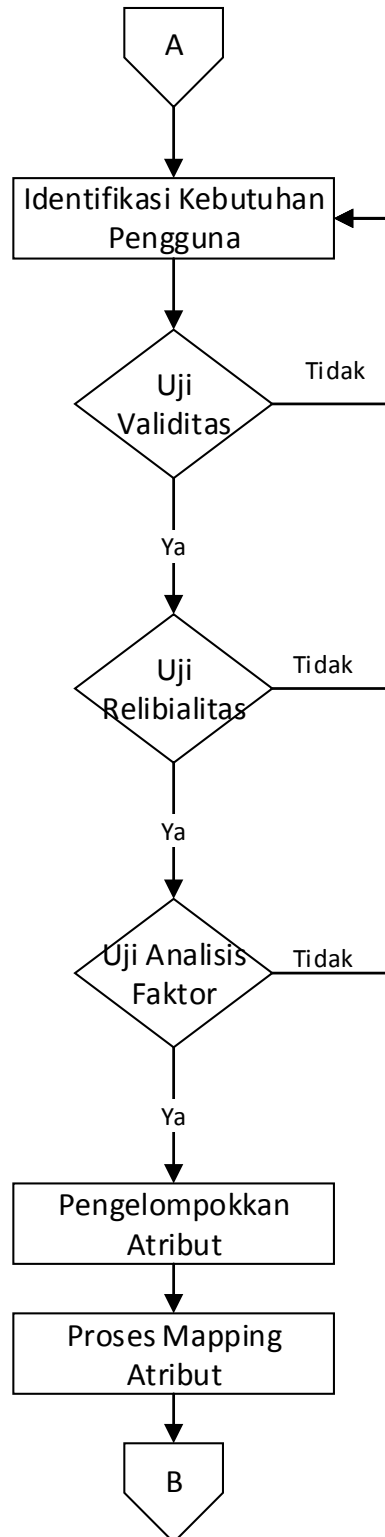 A
Identifikasi Kebutuhan
Pengguna
Uji
Validitas
Tidak
Ya
Uji
Relibialitas
Tidak
Ya
Uji Analisis
Faktor
Tidak
Ya
Pengelompokkan
Atribut
Proses Mapping
Atribut
B